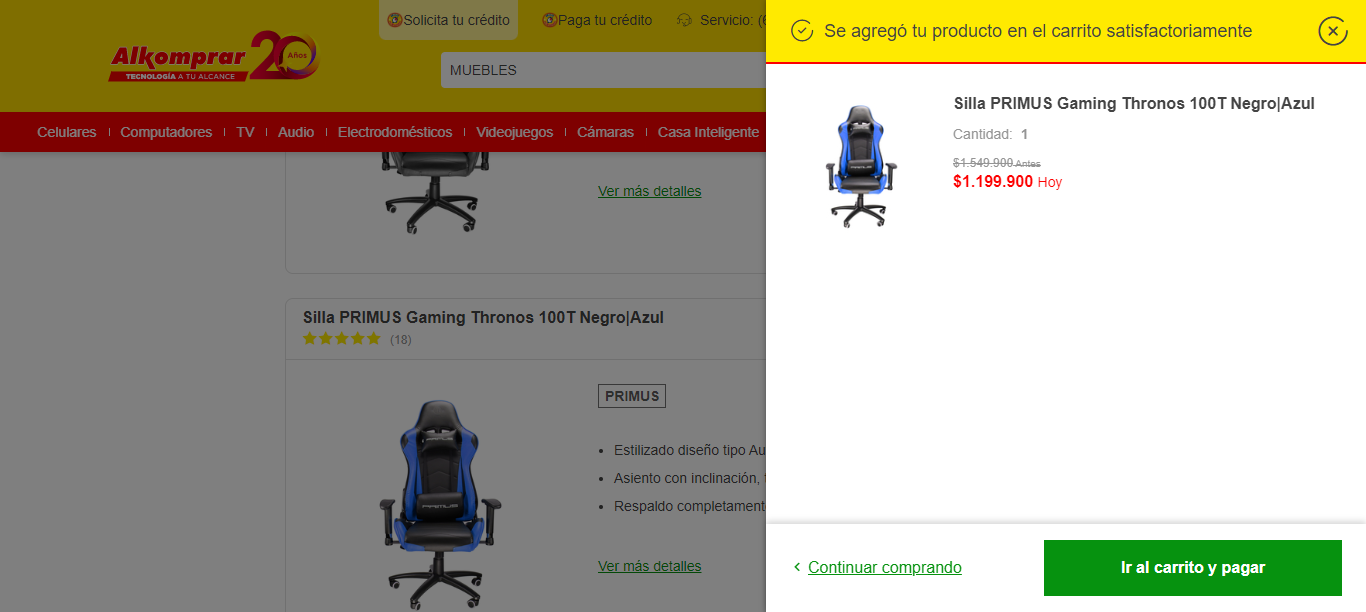 Solicita tu crédito
Paga tu crédito
Servicio: (6
Alkomprar 20 Años
TECNOLOGÍA A TU ALCANCE
MUEBLES
Celulares
Computadores
TV
Audio
Electrodomésticos
Videojuegos
Cámaras
Casa Inteligente
Ver más detalles
Silla PRIMUS Gaming Thronos 100T Negro|Azul
(18)
PRIMUS
Estilizado diseño tipo Au
Asiento con inclinación,
Respaldo completament
PRIMUS
Ver más detalles
Se agregó tu producto en el carrito satisfactoriamente
Silla PRIMUS Gaming Thronos 100T Negro|Azul
Cantidad: 1
$1.549.900 Antes
$1.199.900 Hoy
PRIMUS
Continuar comprando
Ir al carrito y pagar